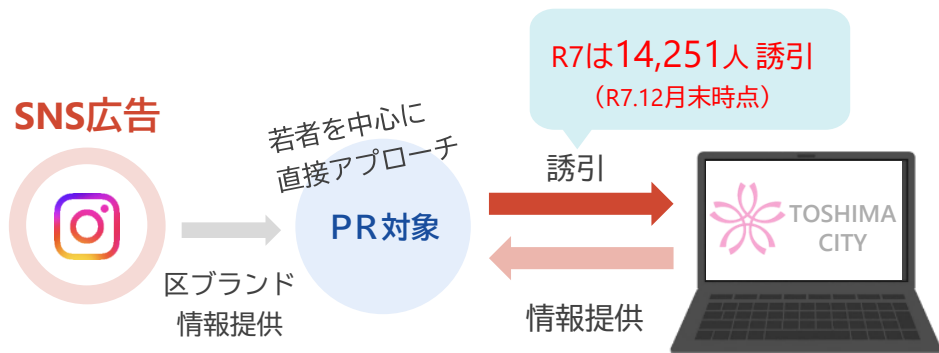 R7は14,251人 誘引
（R7.12月末時点）
SNS広告
若者を中心に
直接アプローチ
誘引
PR対象
TOSHIMA
CITY
区ブランド
情報提供
情報提供